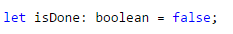 let isDone: boolean = false;